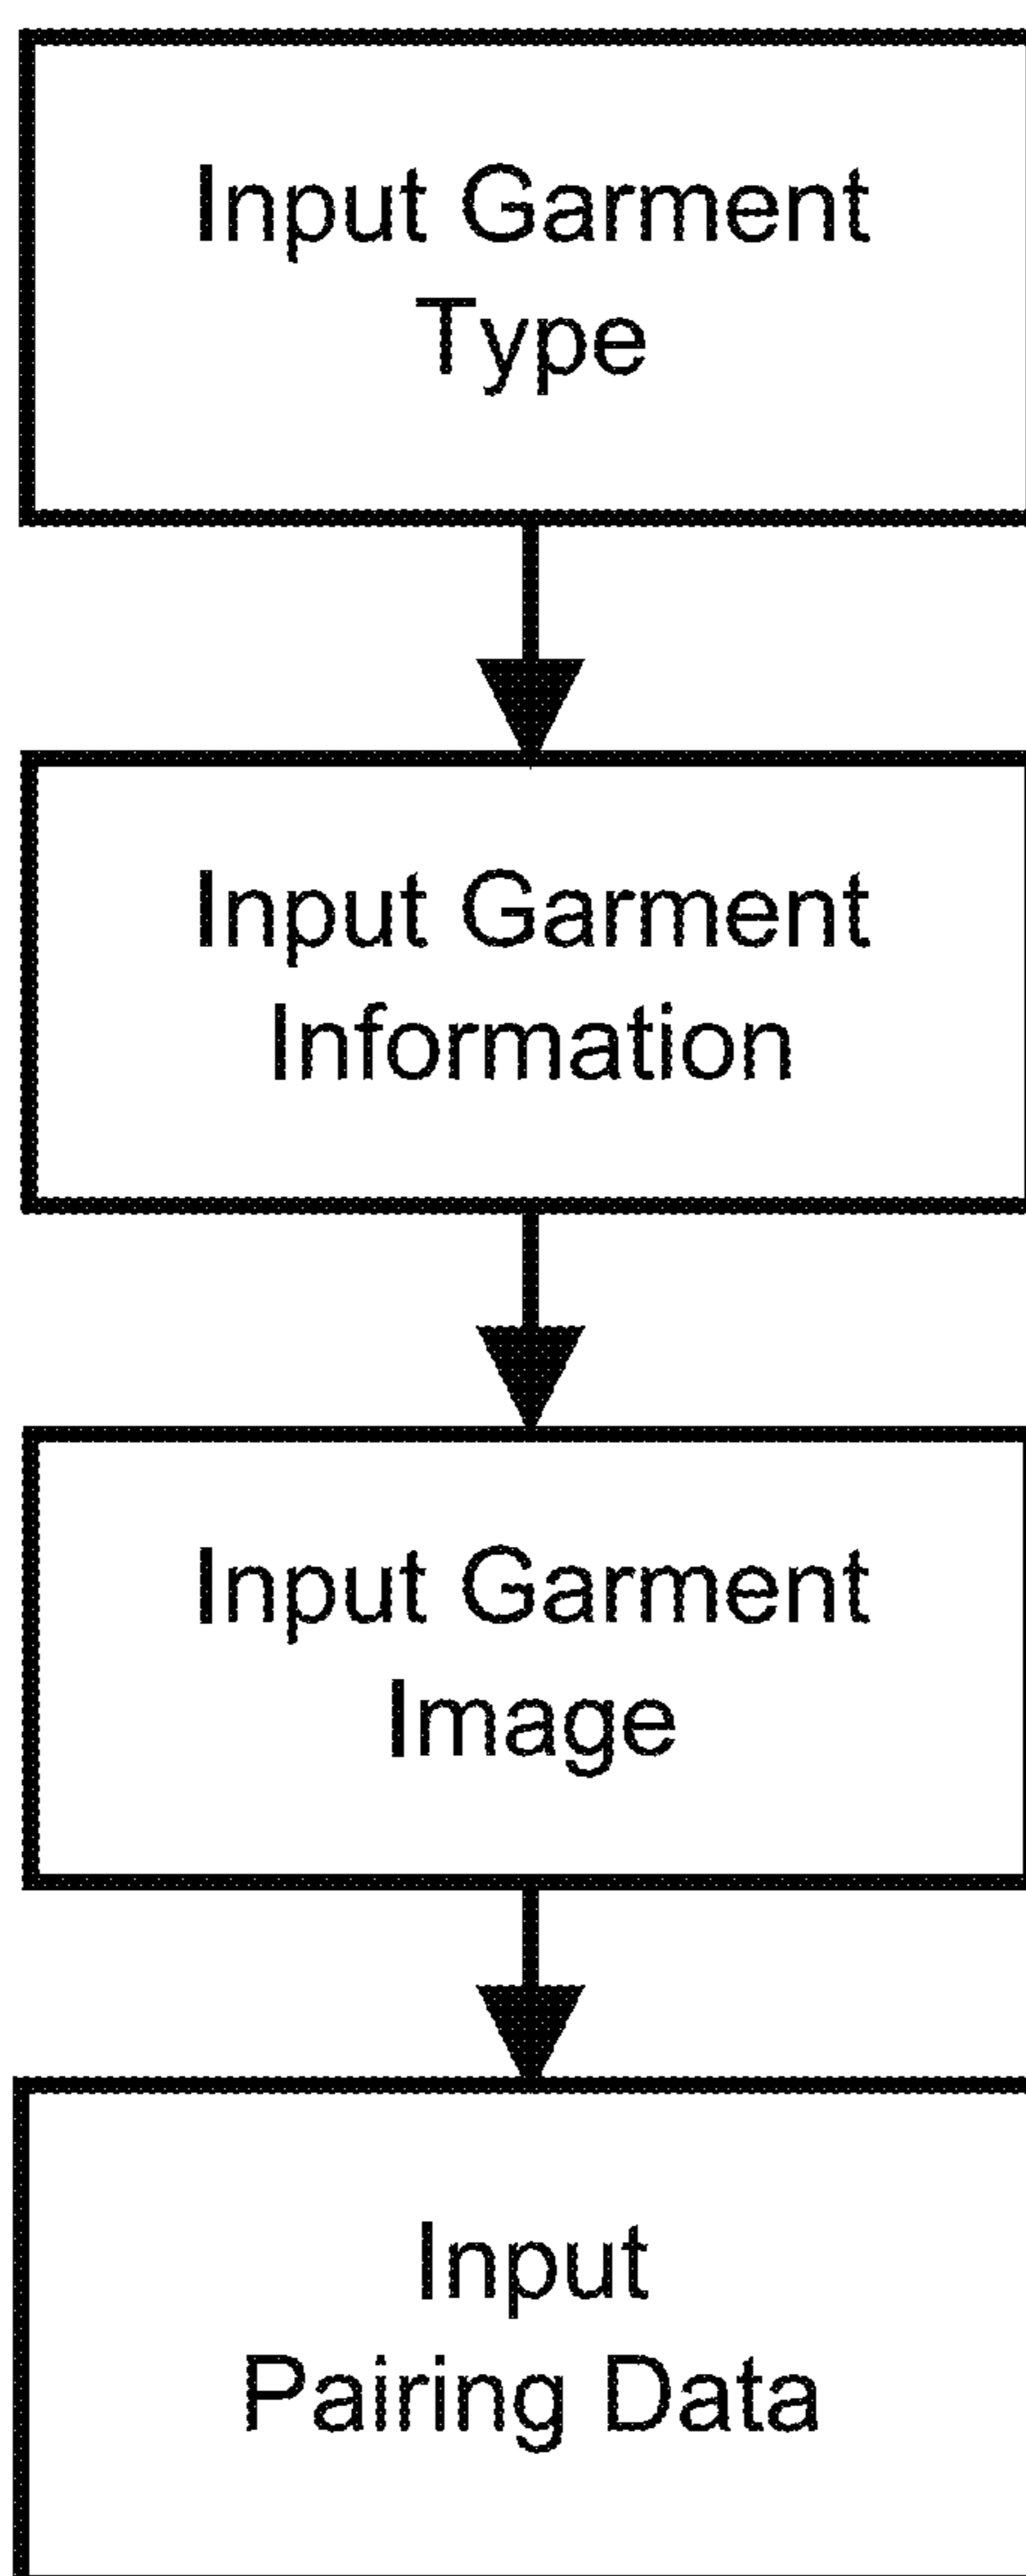 Input Garment
Type
Input Garment
Information
Input Garment
Image
Input
Pairing Data